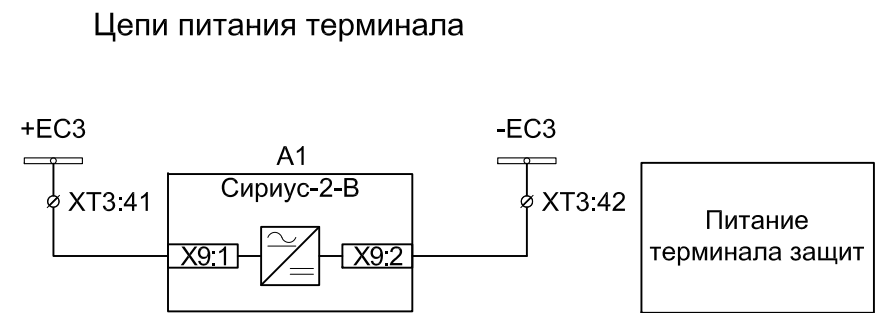 Цепи питания терминала
+EC3
-EC3
A1
Сириус-2-В
XT3:41
XT3:42
X9:1
X9:2
Питание
терминала защит